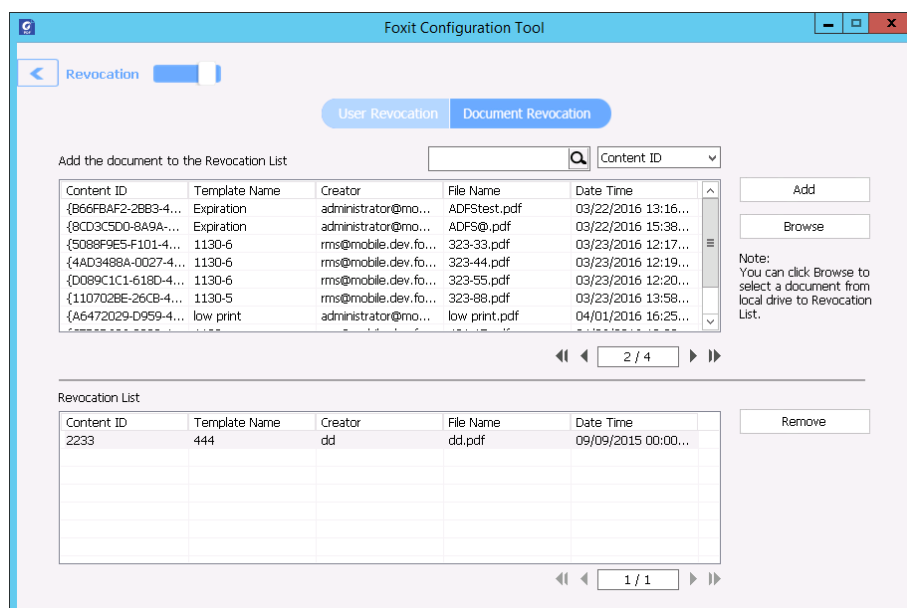 Foxit Configuration Tool
Revocation
User Revocation Document Revocation
Add the document to the Revocation List Content ID
Content ID Template Name Creator File Name Date Time
{B66FBAF2-2BB3-4... Expiration administrator@mo... ADFStest.pdf 03/22/2016 13:16...
{8CD3C5D0-8A9A-... Expiration administrator@mo... ADFS@.pdf 03/22/2016 15:38...
{5088F9E5-F101-4... 1130-6 rms@mobile.dev.fo... 323-33.pdf 03/23/2016 12:17...
{4AD3488A-0027-4... 1130-6 rms@mobile.dev.fo... 323-44.pdf 03/23/2016 12:19...
{D089C1C1-618D-4... 1130-6 rms@mobile.dev.fo... 323-55.pdf 03/23/2016 12:20...
{110702BE-26CB-4... 1130-5 rms@mobile.dev.fo... 323-88.pdf 03/23/2016 13:58...
{A6472029-D959-4... low print administrator@mo... low print.pdf 04/01/2016 16:25...
Add
Browse
Note:
You can click Browse to
select a document from
local drive to Revocation
List.
2 / 4
Revocation List
Content ID Template Name Creator File Name Date Time
2233 444 dd dd.pdf 09/09/2015 00:00...
Remove
1 / 1